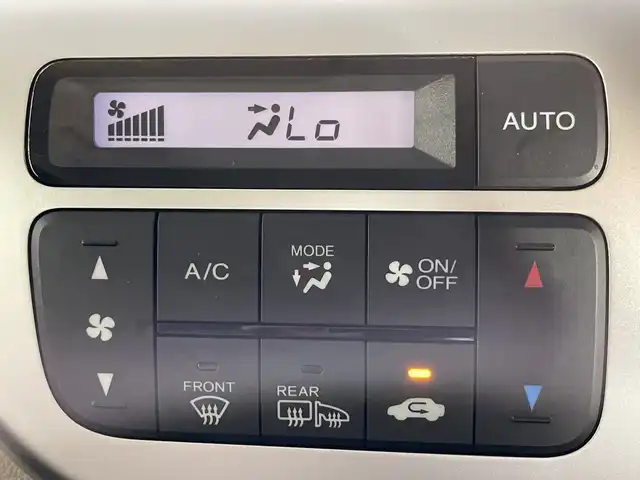 Lo
AUTO
A/C
MODE
ON/
OFF
FRONT
REAR